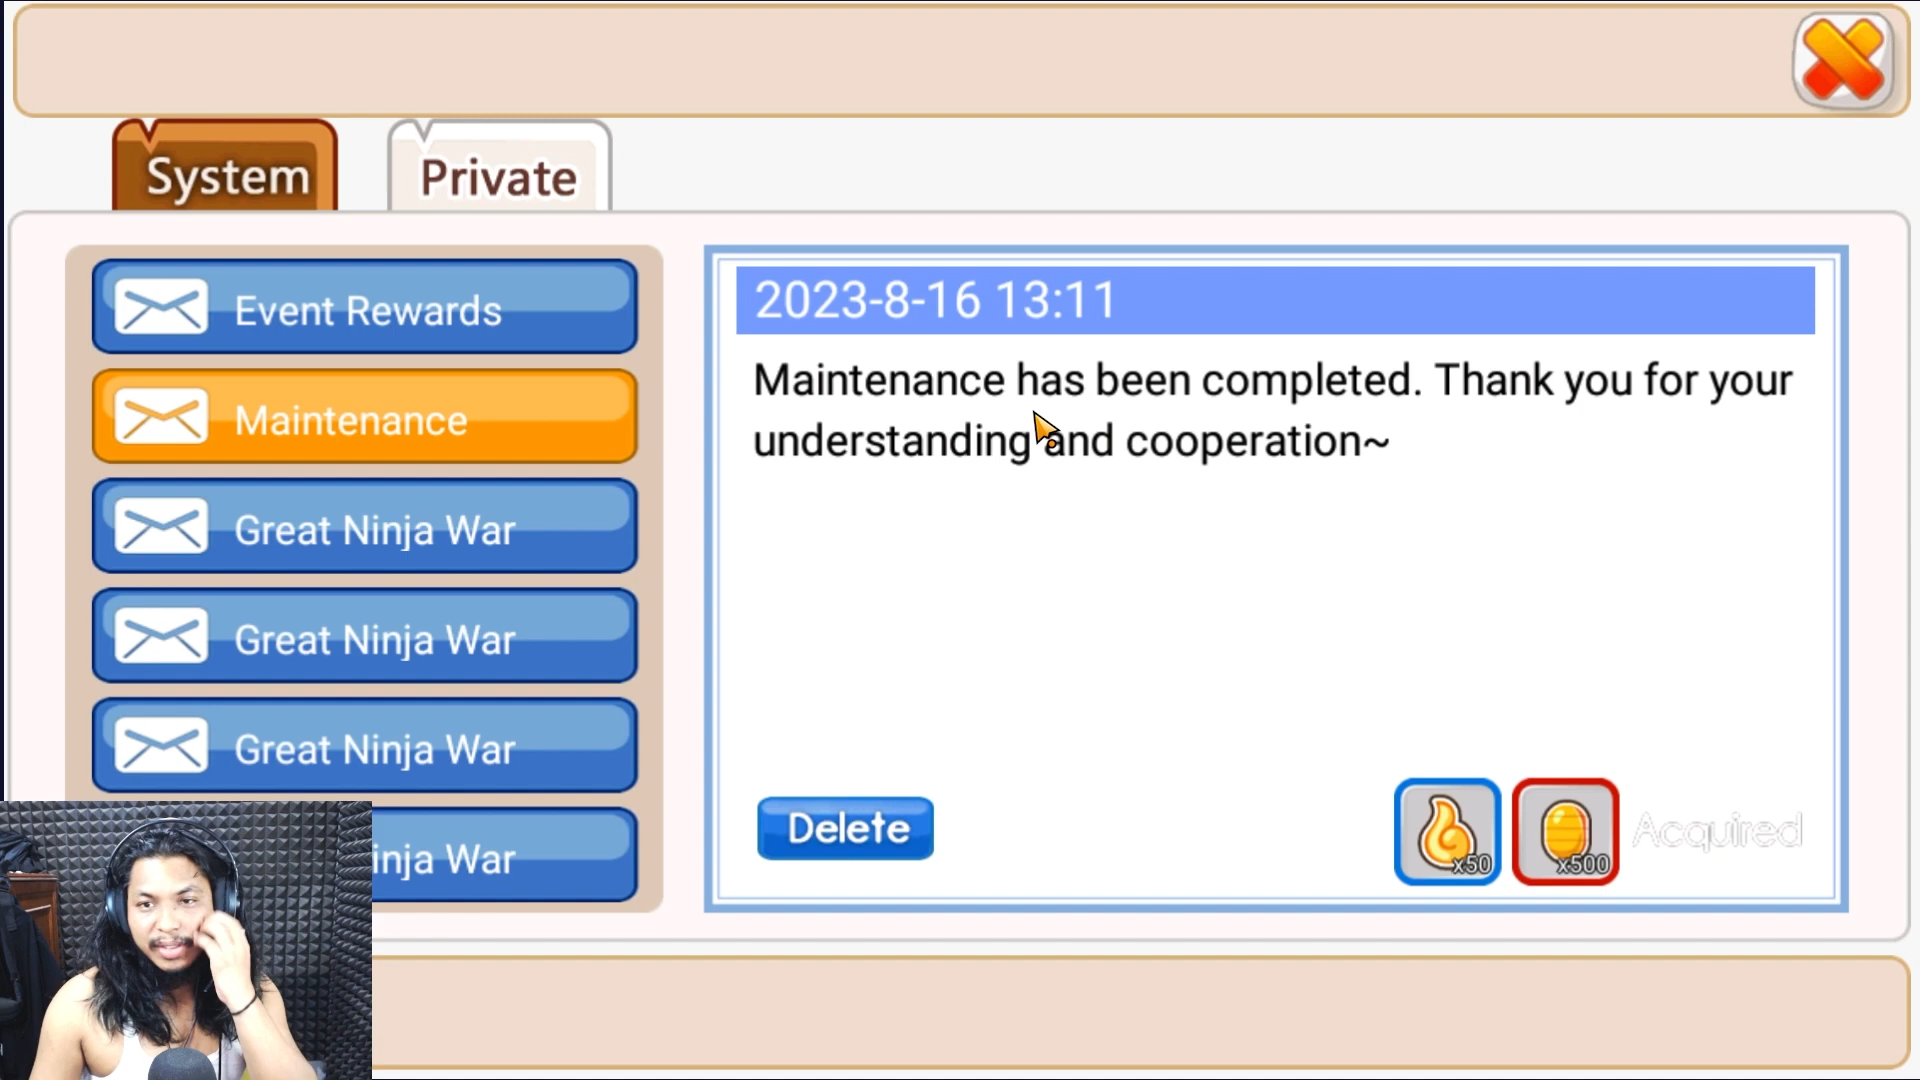 System
Private
Event Rewards
Maintenance
Great Ninja War
Great Ninja War
Great Ninja War
inja War
2023-8-16 13:11
Maintenance has been completed. Thank you for your
understanding and cooperation~
Delete
x50
x500
Acquired